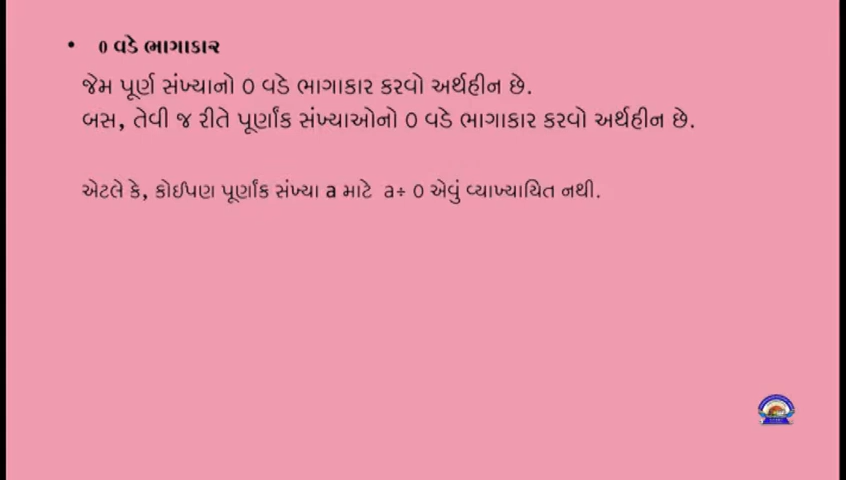 • 0 વડે ભાગાકાર
જેમ પૂર્ણ સંખ્યાનો 0 વડે ભાગાકાર કરવો અર્થહીન છે.
બસ, તેવી જ રીતે પૂર્ણાંક સંખ્યાઓનો 0 વડે ભાગાકાર કરવો અર્થહીન છે.
એટલે કે, કોઈપણ પૂર્ણાંક સંખ્યા a માટે a÷ 0 એવું વ્યાખ્યાયિત નથી.